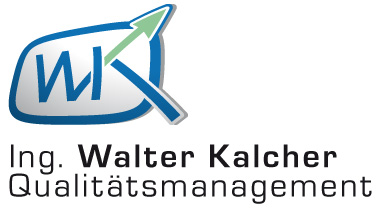 WK
Ing. Walter Kalcher
Qualitätsmanagement